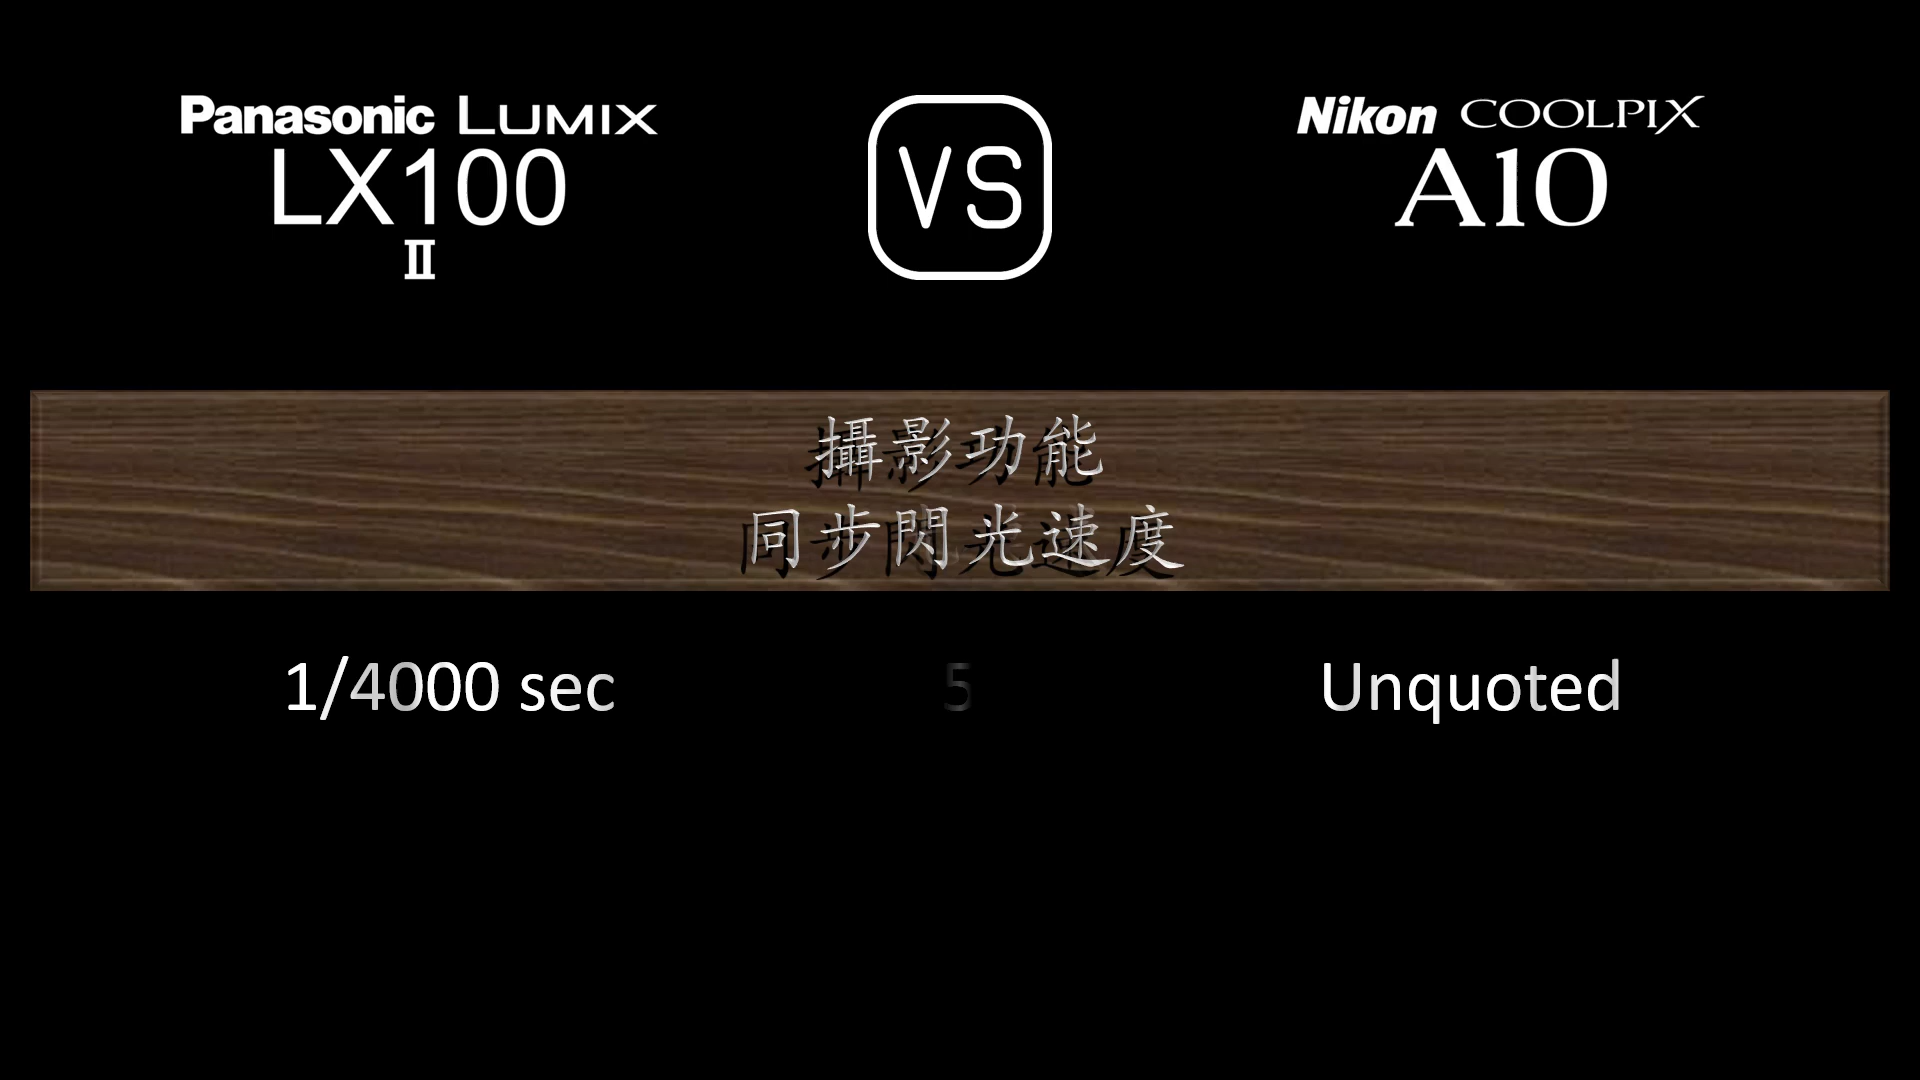 Panasonic LUMIX
LX100
II
VS
Nikon COOLPIX
A10
攝影功能
同步閃光速度
1/4000 sec
5
Unquoted